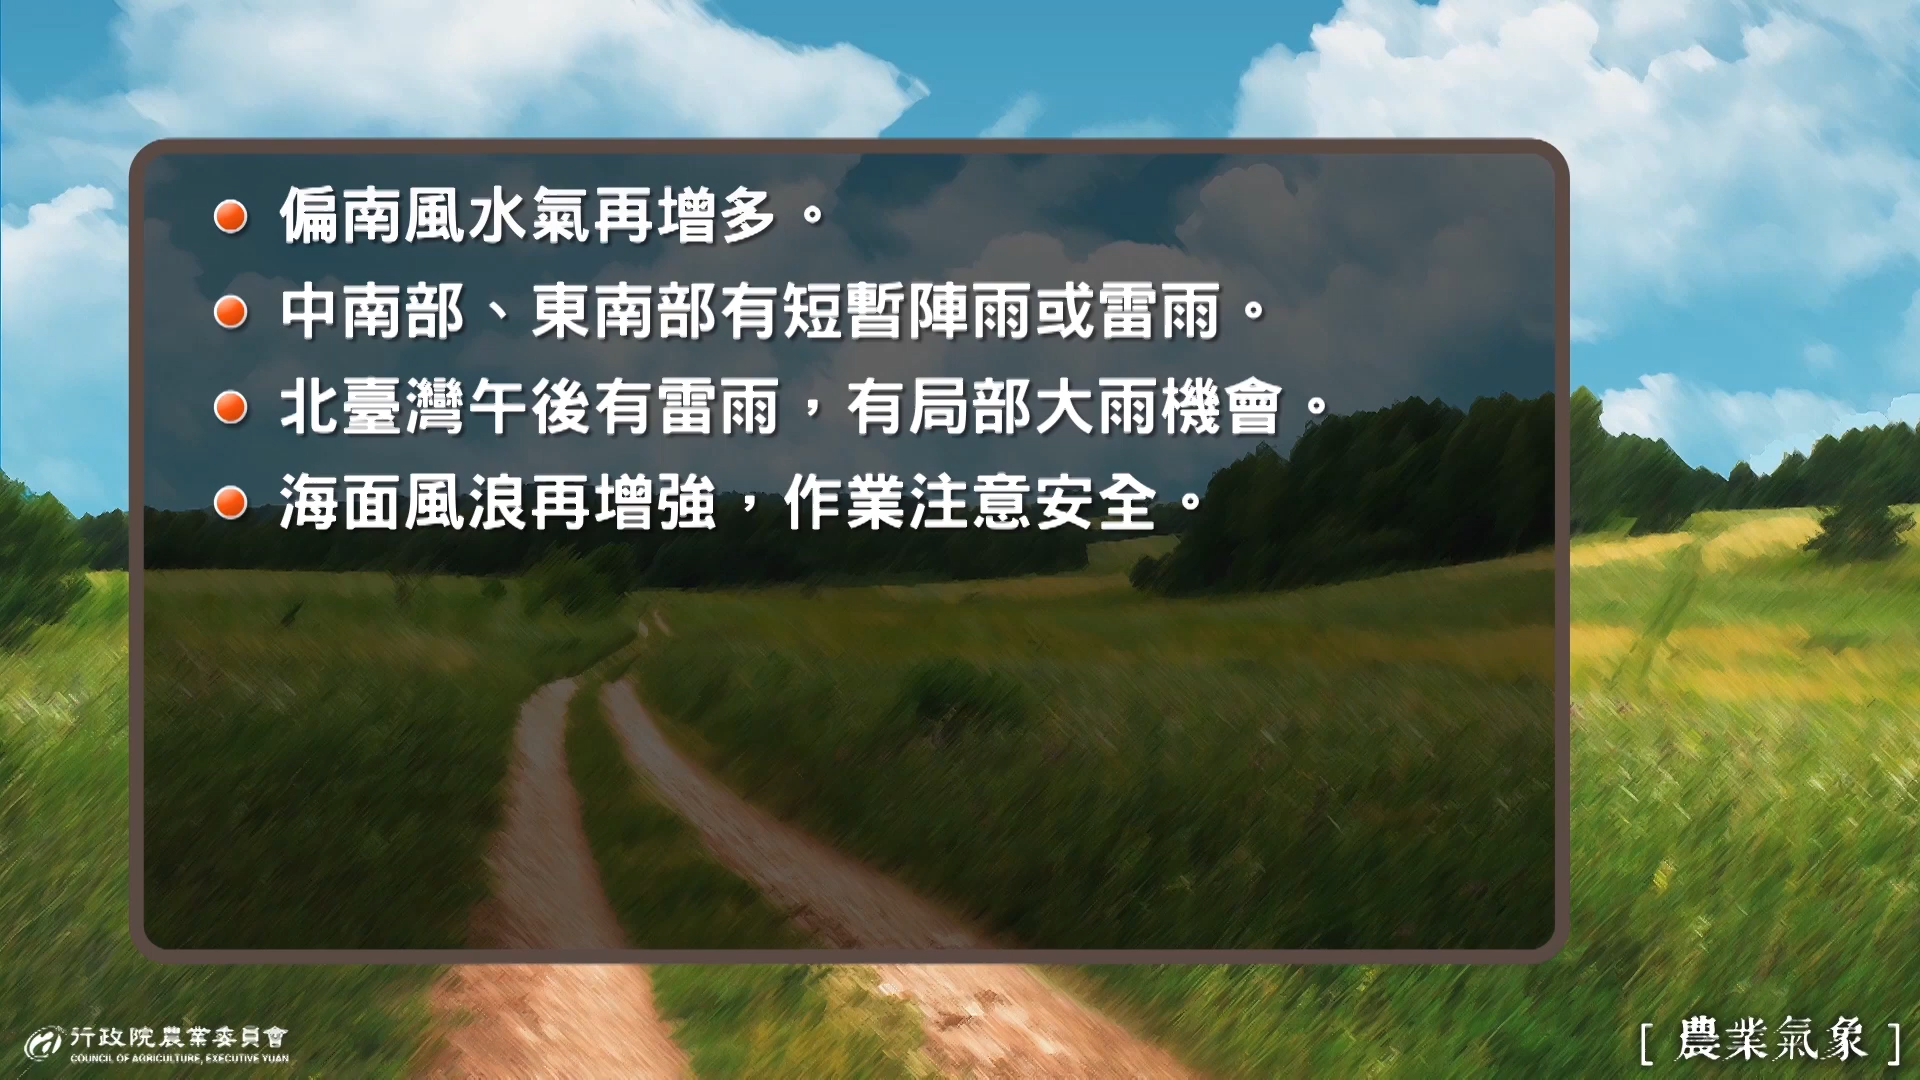 偏南風水氣再增多。
中南部、東南部有短暫陣雨或雷雨。
北臺灣午後有雷雨，有局部大雨機會。
海面風浪再增強，作業注意安全。
行政院農業委員會
COUNCIL OF AGRICULTURE, EXECUTIVE YUAN
[ 農業氣象 ]